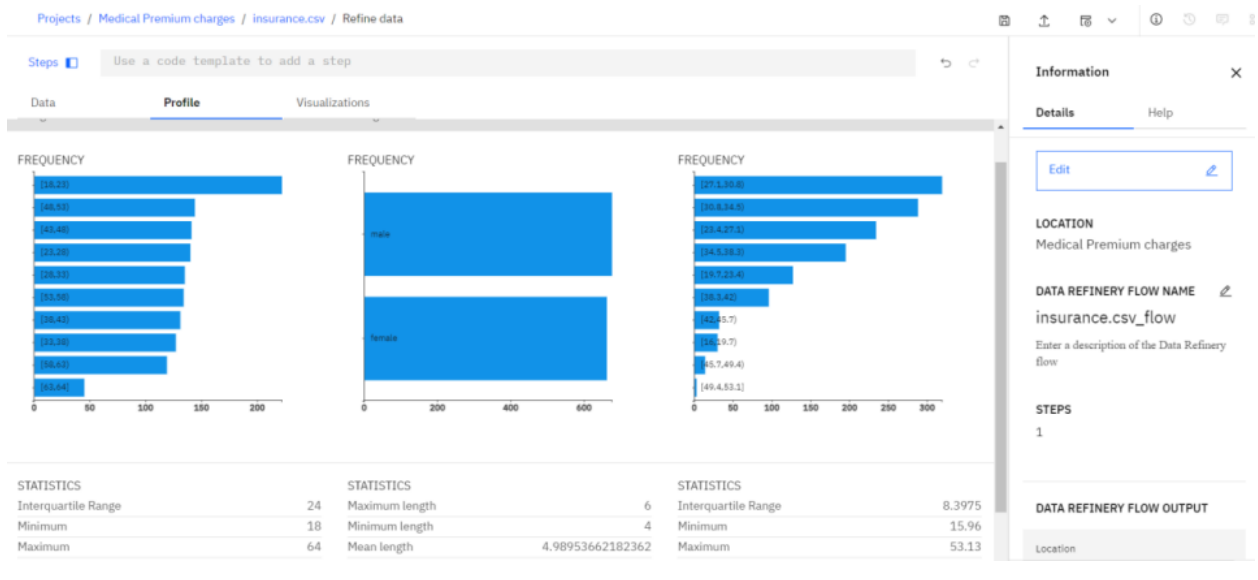 Projects / Medical Premium charges / insurance.csv / Refine data
Steps
Use a code template to add a step
Data
Profile
Visualizations
FREQUENCY
[18,23)
[48,53)
[43,48)
[23,28)
[28,33)
[53,58)
[38,43)
[33,38)
[58,63)
[63,64]
0 50 100 150 200
FREQUENCY
male
female
0 200 400 600
FREQUENCY
[27.1,30.8)
[30.8,34.5)
[23.4,27.1)
[34.5,38.3)
[19.7,23.4)
[38.3,42)
[42,45.7)
[16,19.7)
[45.7,49.4)
[49.4,53.1]
0 50 100 150 200 250 300
STATISTICS
Interquartile Range 24
Minimum 18
Maximum 64
STATISTICS
Maximum length 6
Minimum length 4
Mean length 4.98953662182362
STATISTICS
Interquartile Range 8.3975
Minimum 15.96
Maximum 53.13
Information
Details
Help
Edit
LOCATION
Medical Premium charges
DATA REFINERY FLOW NAME
insurance.csv_flow
Enter a description of the Data Refinery
flow
STEPS
1
DATA REFINERY FLOW OUTPUT
Location